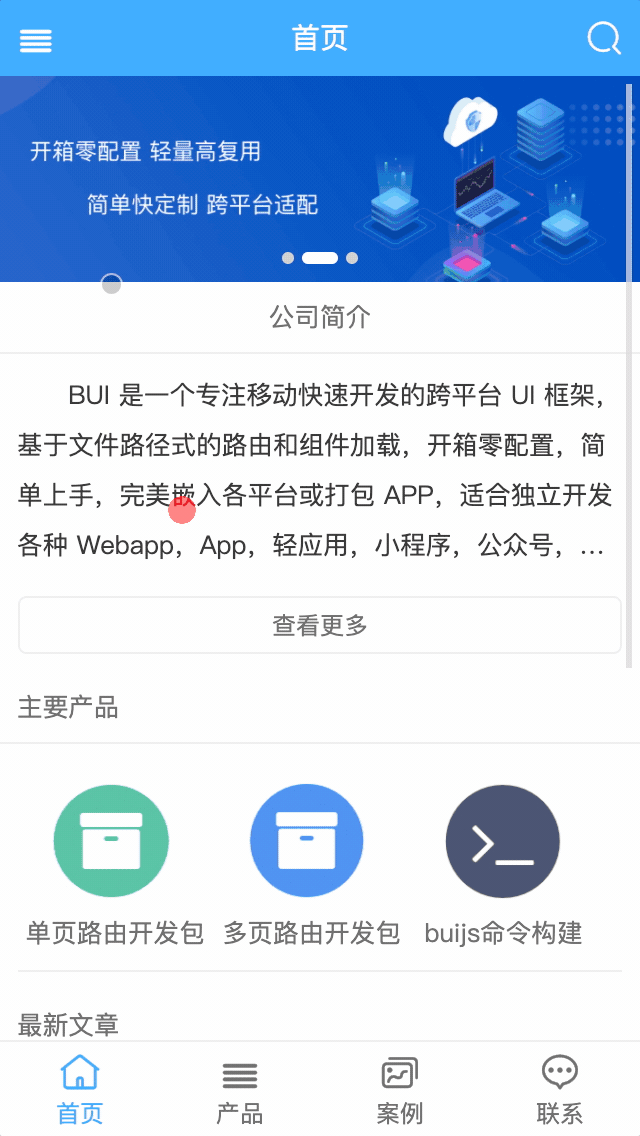 首页
开箱零配置 轻量高复用
简单快定制 跨平台适配
公司简介
BUI 是一个专注移动快速开发的跨平台 UI 框架，
基于文件路径式的路由和组件加载，开箱零配置，简
单上手，完美嵌入各平台或打包 APP，适合独立开发
各种 Webapp，App，轻应用，小程序，公众号，...
查看更多
主要产品
单页路由开发包 多页路由开发包 buijs命令构建
最新文章
首页 产品 案例 联系